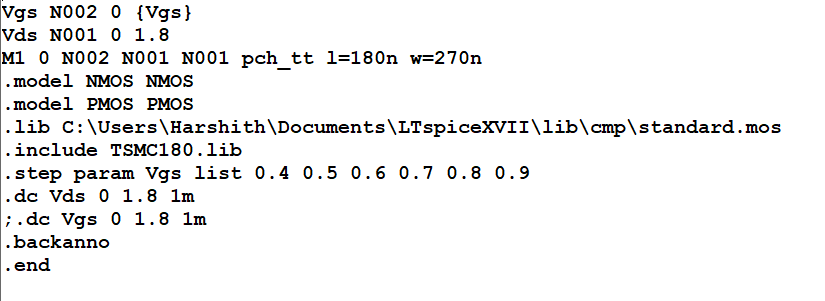 Vgs N002 0 {Vgs}
Vds N001 0 1.8
M1 0 N002 N001 N001 pch_tt l=180n w=270n
.model NMOS NMOS
.model PMOS PMOS
.lib C:\Users\Harshith\Documents\LTspiceXVII\lib\cmp\standard.mos
.include TSMC180.lib
.step param Vgs list 0.4 0.5 0.6 0.7 0.8 0.9
.dc Vds 0 1.8 1m
;.dc Vgs 0 1.8 1m
.backanno
.end